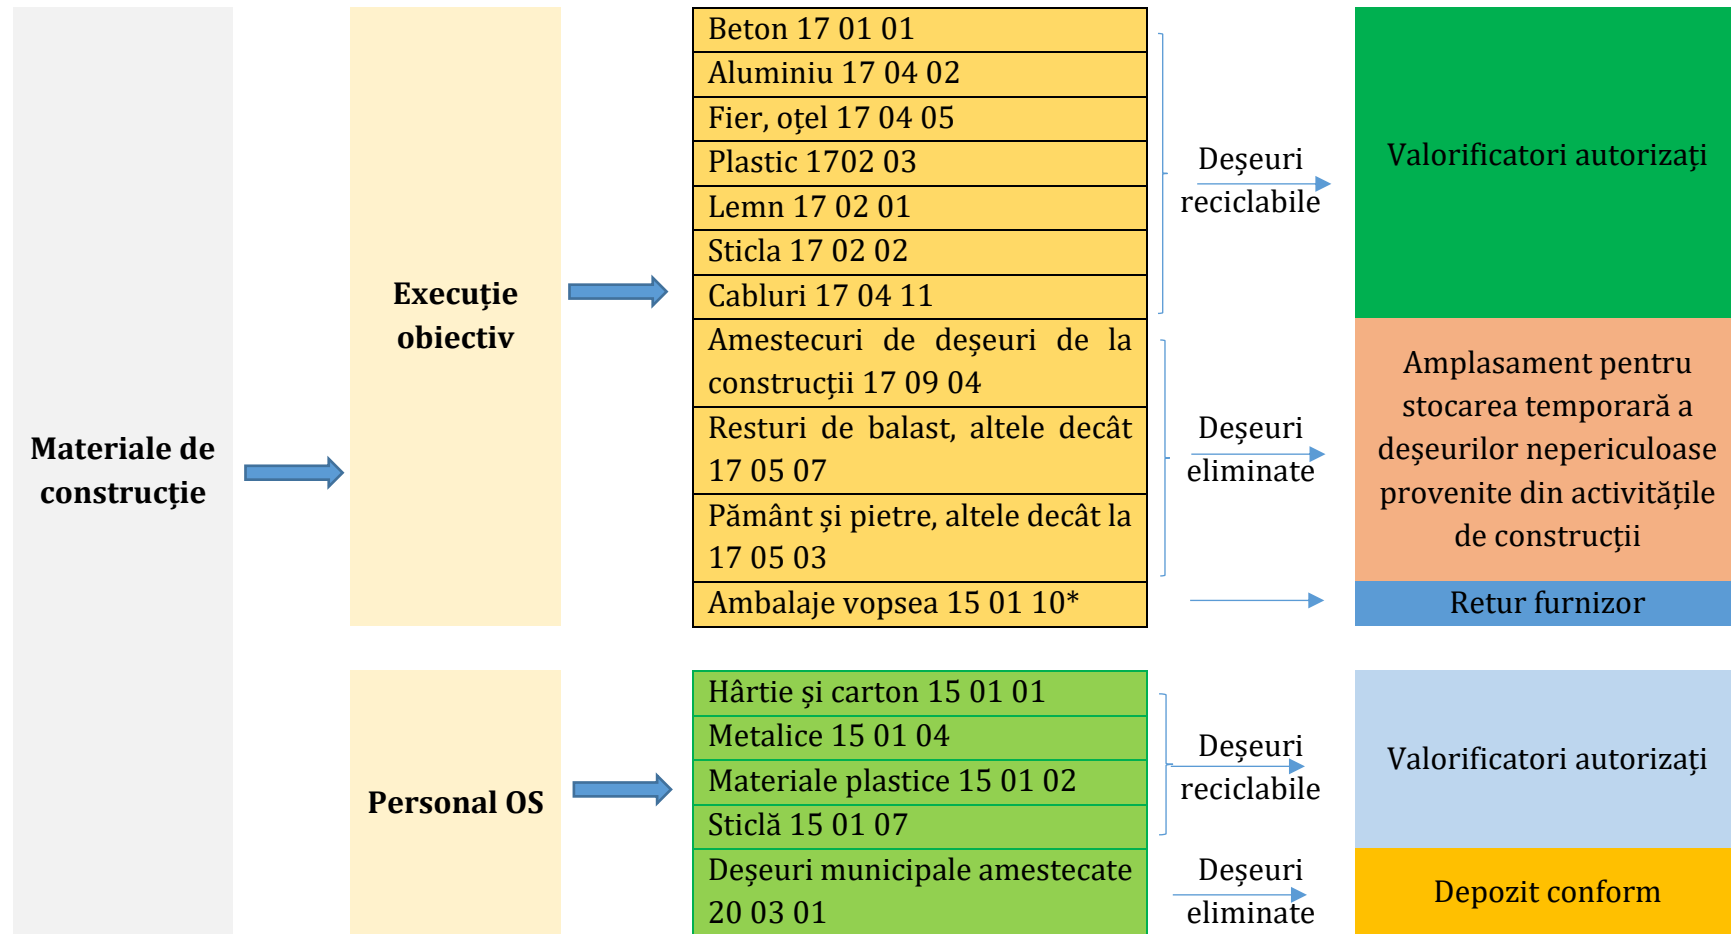 Materiale de
construcție
Execuție
obiectiv
Beton 17 01 01
Aluminiu 17 04 02
Fier, oțel 17 04 05
Plastic 1702 03
Lemn 17 02 01
Sticla 17 02 02
Cabluri 17 04 11
Amestecuri de deșeuri de la
construcții 17 09 04
Resturi de balast, altele decât
17 05 07
Pământ și pietre, altele decât la
17 05 03
Ambalaje vopsea 15 01 10*
Deșeuri
reciclabile
Deșeuri
eliminate
Valorificatori autorizați
Amplasament pentru
stocarea temporară a
deșeurilor nepericuloase
provenite din activitățile
de construcții
Retur furnizor
Personal OS
Hârtie și carton 15 01 01
Metalice 15 01 04
Materiale plastice 15 01 02
Sticlă 15 01 07
Deșeuri municipale amestecate
20 03 01
Deșeuri
reciclabile
Deșeuri
eliminate
Valorificatori autorizați
Depozit conform